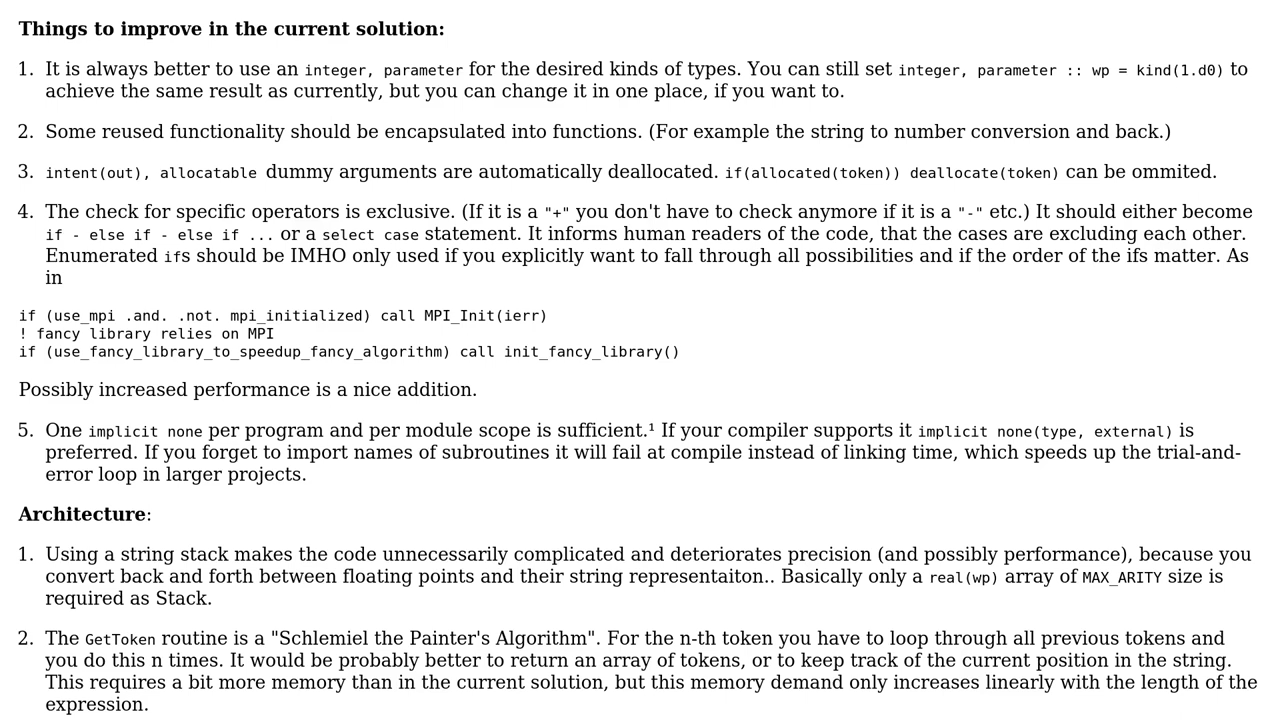 Things to improve in the current solution:
1. It is always better to use an integer, parameter for the desired kinds of types. You can still set integer, parameter :: wp = kind(1.d0) to
achieve the same result as currently, but you can change it in one place, if you want to.
2. Some reused functionality should be encapsulated into functions. (For example the string to number conversion and back.)
3. intent(out), allocatable dummy arguments are automatically deallocated. if(allocated(token)) deallocate(token) can be ommited.
4. The check for specific operators is exclusive. (If it is a "+" you don't have to check anymore if it is a "-" etc.) It should either become
if - else if - else if ... or a select case statement. It informs human readers of the code, that the cases are excluding each other.
Enumerated ifs should be IMHO only used if you explicitly want to fall through all possibilities and if the order of the ifs matter. As
in
if (use_mpi .and. .not. mpi_initialized) call MPI_Init(ierr)
! fancy library relies on MPI
if (use_fancy_library_to_speedup_fancy_algorithm) call init_fancy_library()
Possibly increased performance is a nice addition.
5. One implicit none per program and per module scope is sufficient.¹ If your compiler supports it implicit none(type, external) is
preferred. If you forget to import names of subroutines it will fail at compile instead of linking time, which speeds up the trial-and-
error loop in larger projects.
Architecture:
1. Using a string stack makes the code unnecessarily complicated and deteriorates precision (and possibly performance), because you
convert back and forth between floating points and their string representaiton.. Basically only a real(wp) array of MAX_ARITY size is
required as Stack.
2. The GetToken routine is a "Schlemiel the Painter's Algorithm". For the n-th token you have to loop through all previous tokens and
you do this n times. It would be probably better to return an array of tokens, or to keep track of the current position in the string.
This requires a bit more memory than in the current solution, but this memory demand only increases linearly with the length of the
expression.